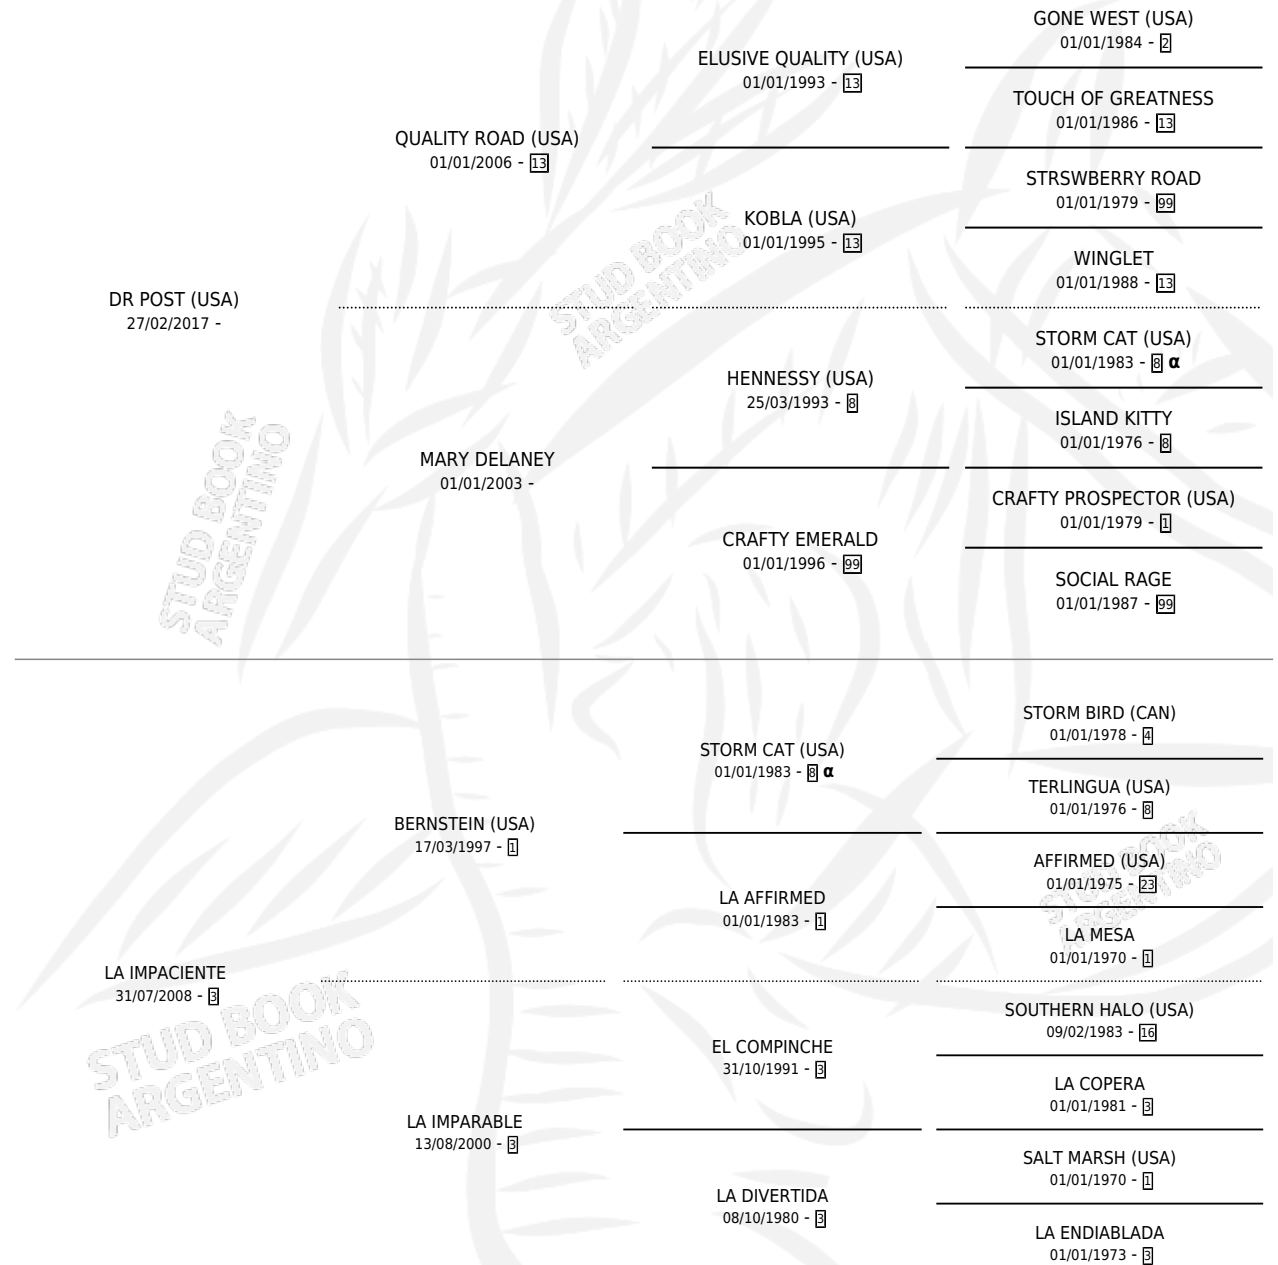 GONE WEST (USA)
01/01/1984 - 2
ELUSIVE QUALITY (USA)
01/01/1993 - 13
TOUCH OF GREATNESS
01/01/1986 - 13
QUALITY ROAD (USA)
01/01/2006 - 13
STRSWBERRY ROAD
01/01/1979 - 99
KOBLA (USA)
01/01/1995 - 13
WINGLET
01/01/1988 - 13
DR POST (USA)
27/02/2017 -
STORM CAT (USA)
01/01/1983 - 8 α
HENNESSY (USA)
25/03/1993 - 8
ISLAND KITTY
01/01/1976 - 8
MARY DELANEY
01/01/2003 -
CRAFTY PROSPECTOR (USA)
01/01/1979 - 1
CRAFTY EMERALD
01/01/1996 - 99
SOCIAL RAGE
01/01/1987 - 99
STORM BIRD (CAN)
01/01/1978 - 4
STORM CAT (USA)
01/01/1983 - 8 α
TERLINGUA (USA)
01/01/1976 - 8
BERNSTEIN (USA)
17/03/1997 - 1
AFFIRMED (USA)
01/01/1975 - 23
LA AFFIRMED
01/01/1983 - 1
LA MESA
01/01/1970 - 1
LA IMPACIENTE
31/07/2008 - 3
SOUTHERN HALO (USA)
09/02/1983 - 16
EL COMPINCHE
31/10/1991 - 3
LA COPERA
01/01/1981 - 3
LA IMPARABLE
13/08/2000 - 3
SALT MARSH (USA)
01/01/1970 - 1
LA DIVERTIDA
08/10/1980 - 3
LA ENDIABLADA
01/01/1973 - 3
STUD BOOK
ARGENTINO
STUD BOOK
ARGENTINO
STUD BOOK
ARGENTINO
STUD BOOK
ARGENTINO